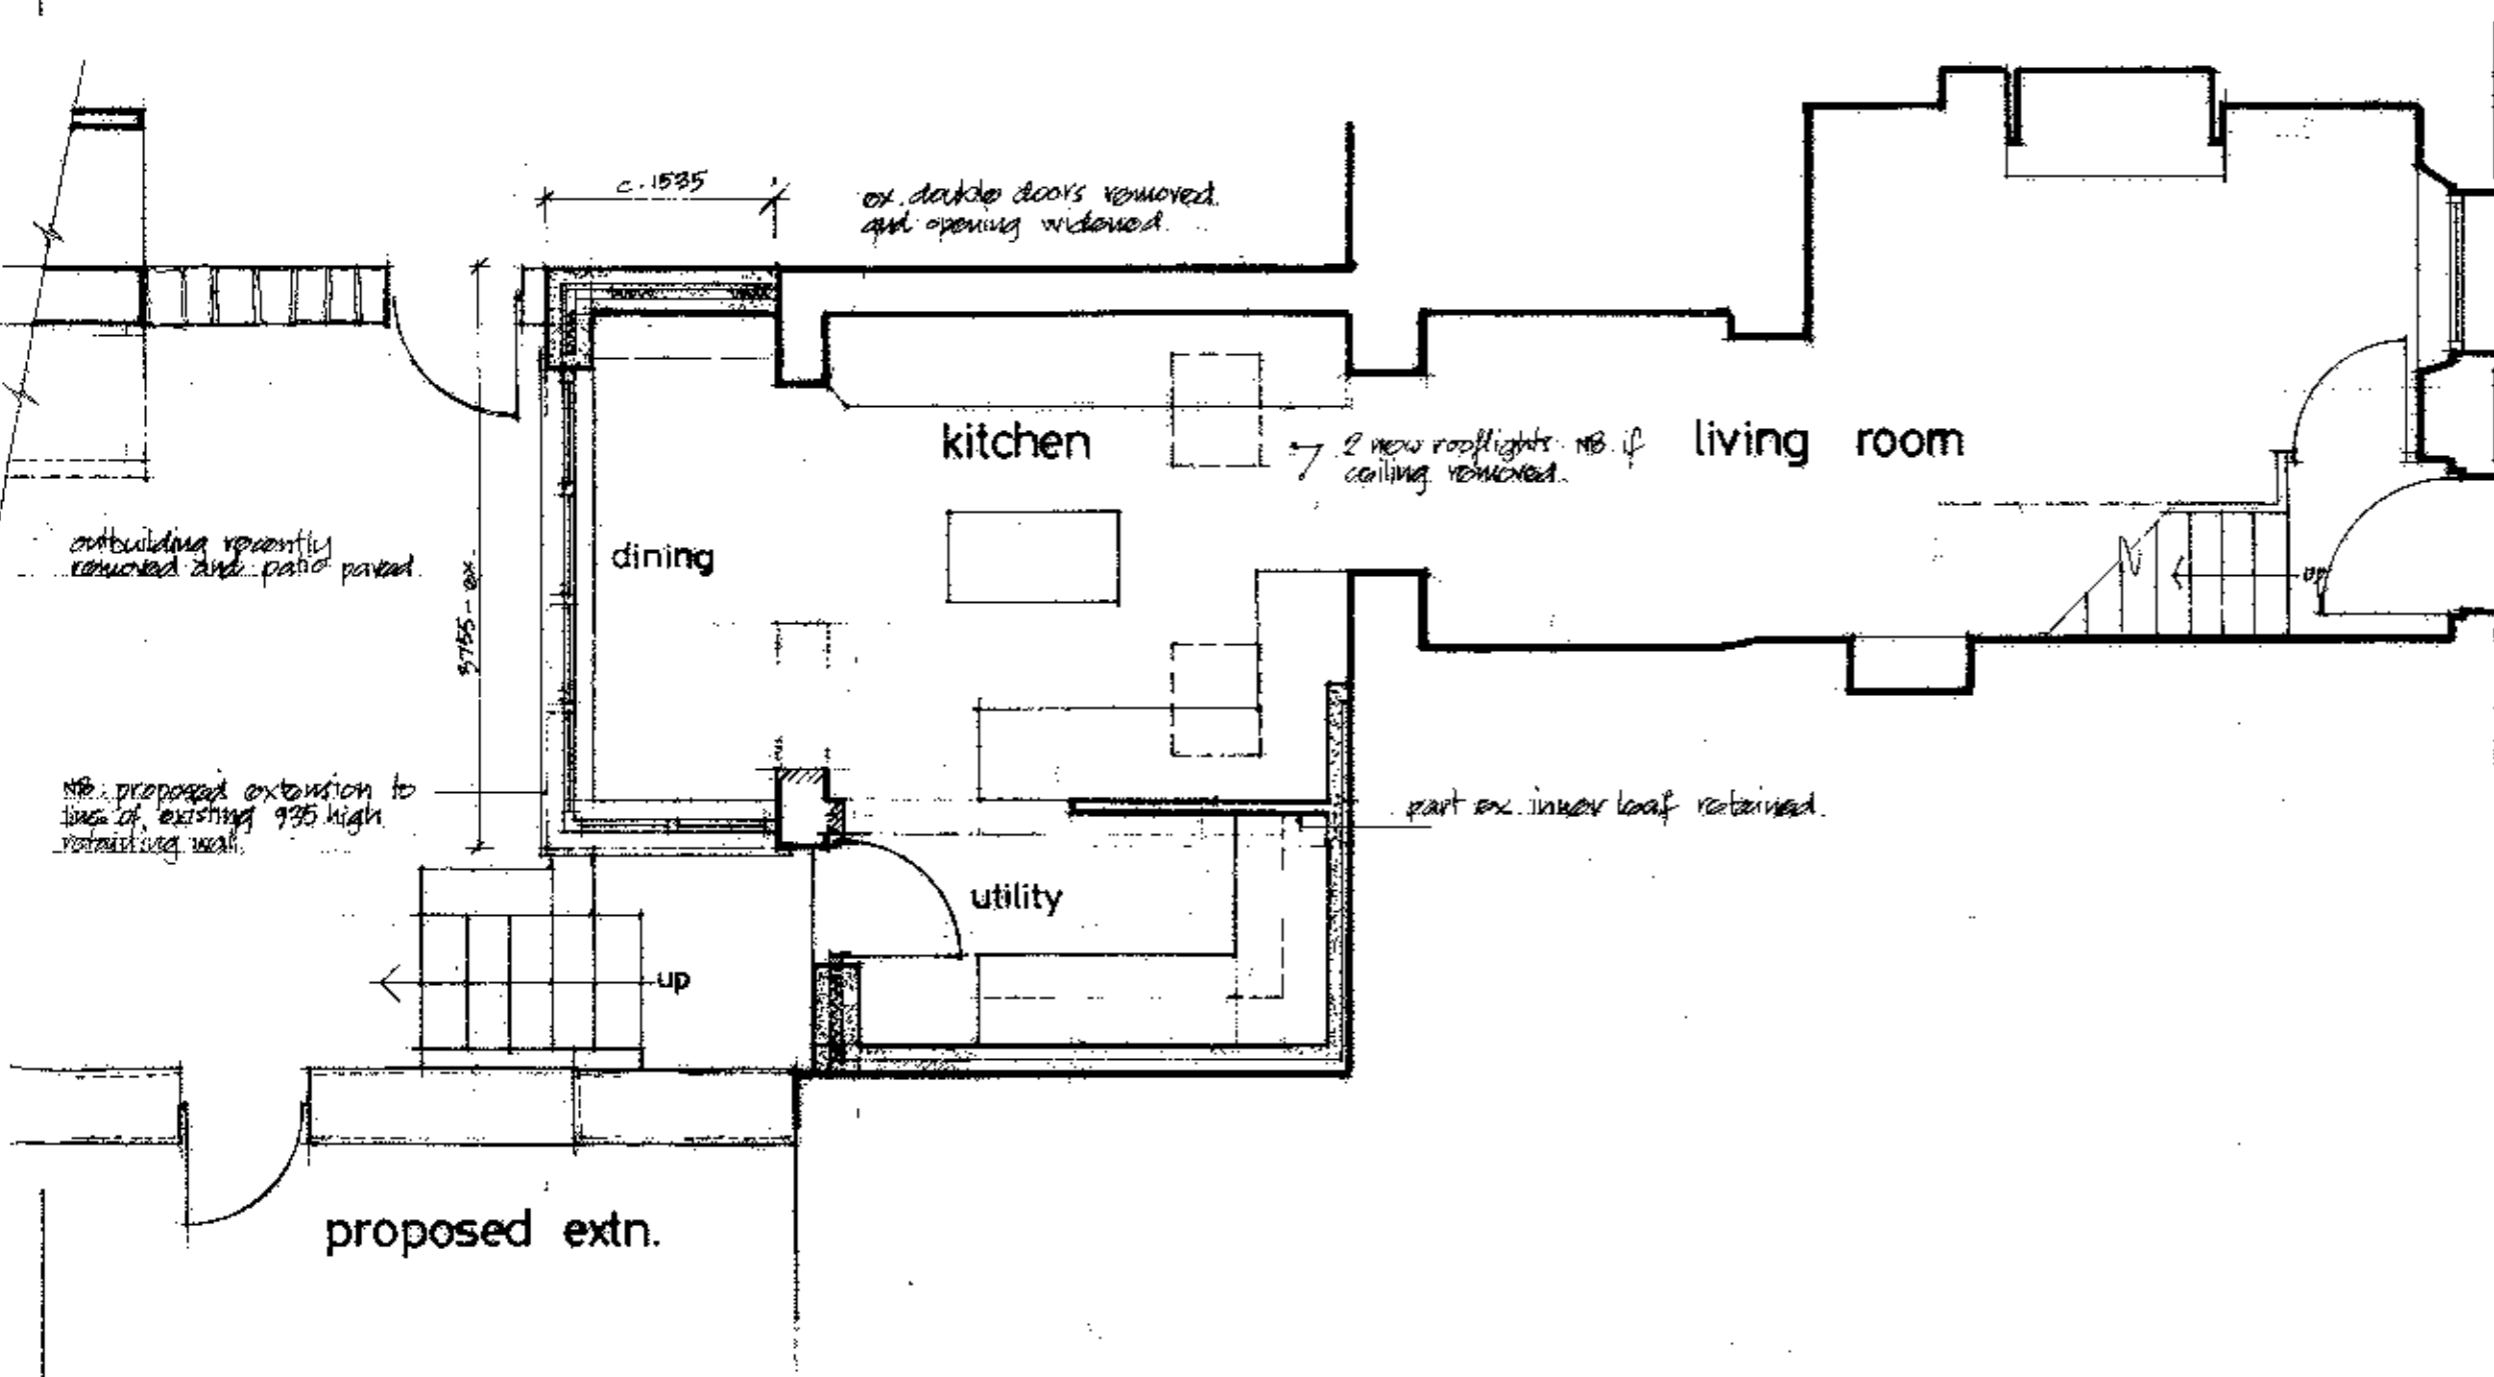 c. 1535
ex. double doors removed
and opening widened.
kitchen
2 new rooflights NB. if
ceiling removed.
living room
outbuilding recently
removed and patio paved.
dining
up
3755 - ex.
NB. proposed extension to
line of existing 935 high
retaining wall.
part ex. inner leaf retained.
utility
up
proposed extn.